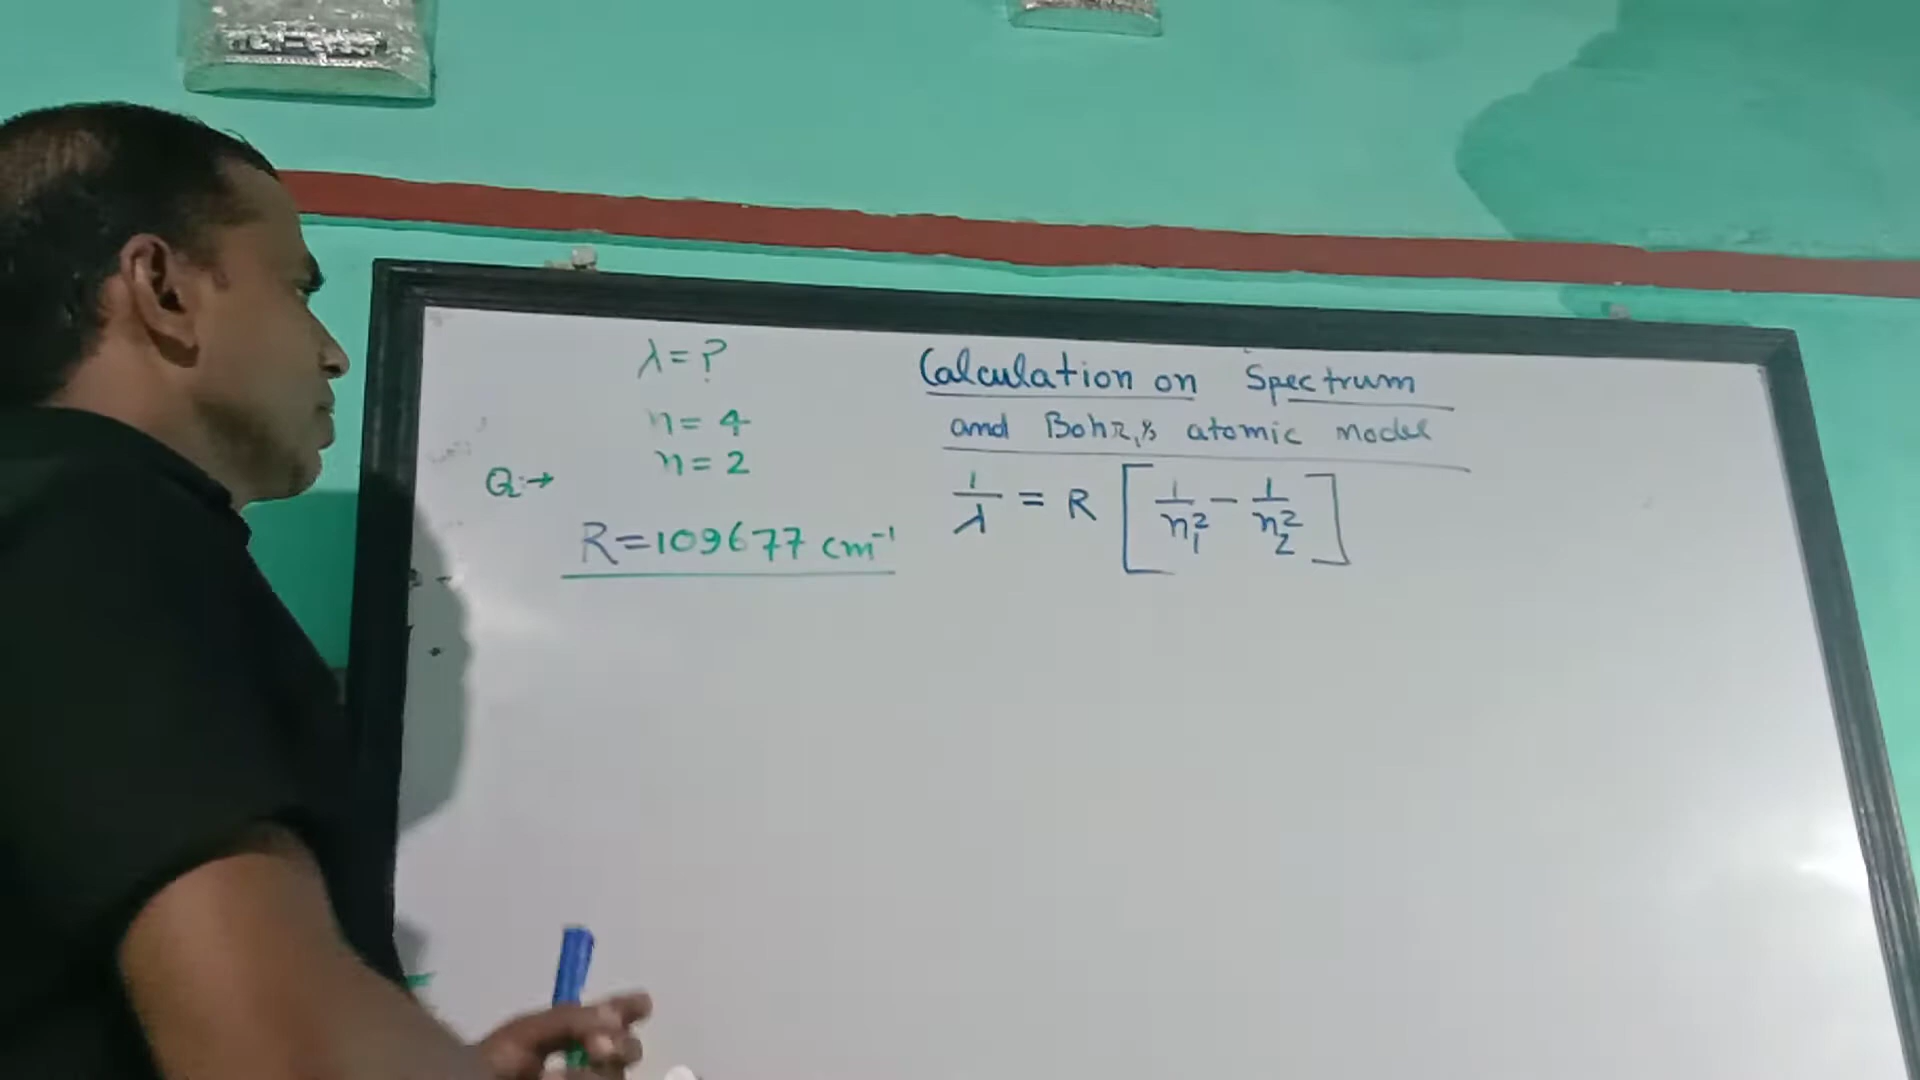 λ = ?
n = 4
n = 2
Q:→
R=109677 cm⁻¹
Calculation on Spectrum
and Bohr,s atomic model
1/λ = R [ 1/n₁² − 1/n₂² ]